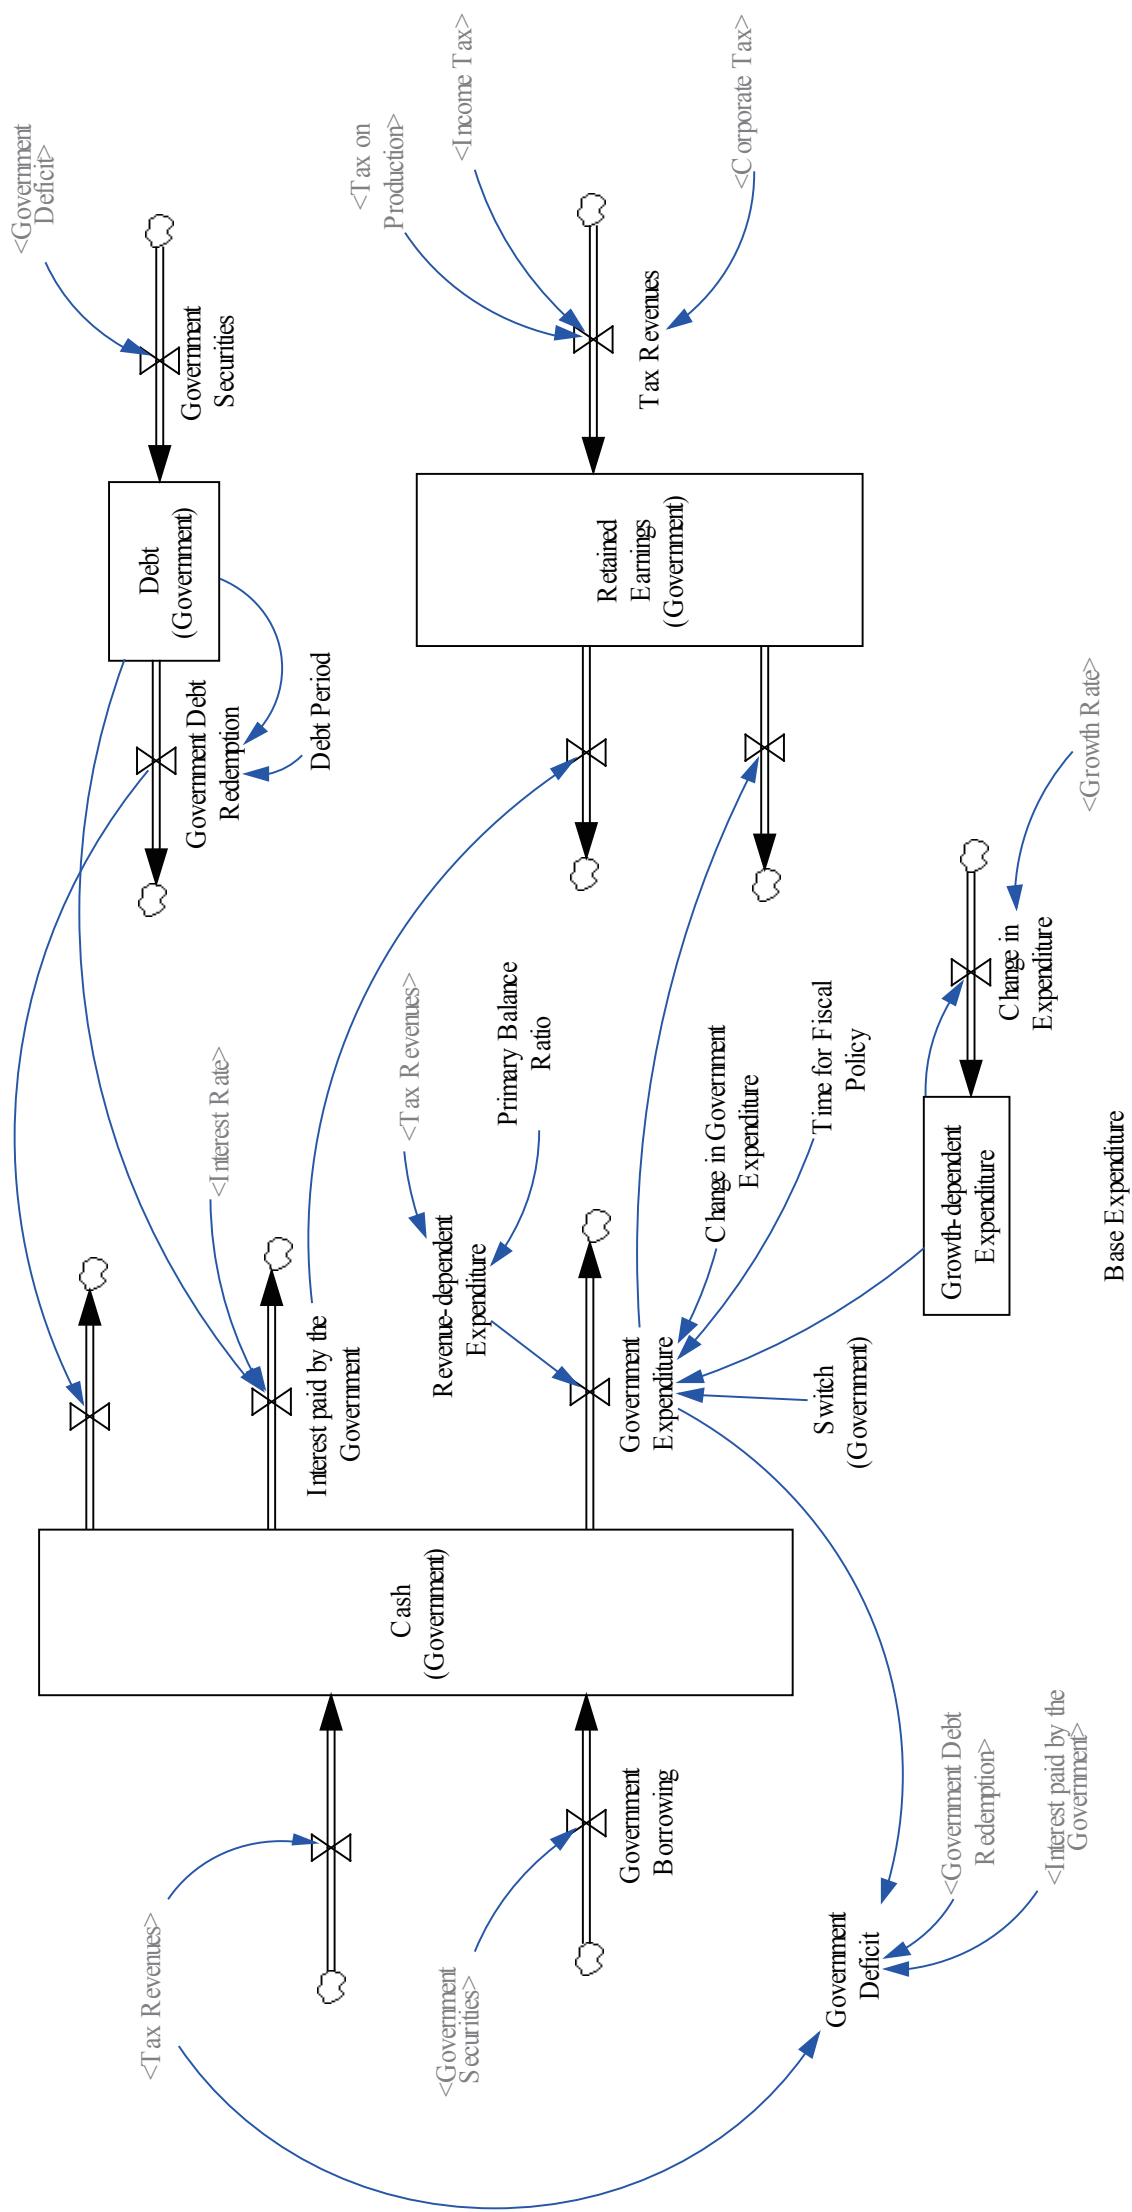 <Government
Deficit>
<Tax Revenues>
Debt
(Government)
Government Debt
Redemption
Government
Securities
<Interest Rate>
Interest paid by the
Government
Debt Period
<Tax on
Production>
Cash
(Government)
<Tax Revenues>
<Income Tax>
<Government
Securities>
Revenue-dependent
Expenditure
Primary Balance
Ratio
Retained
Earnings
(Government)
Government
Borrowing
Government
Expenditure
Tax Revenues
Change in Government
Expenditure
<Corporate Tax>
Government
Deficit
Switch
(Government)
Time for Fiscal
Policy
<Government Debt
Redemption>
Growth-dependent
Expenditure
Change in
Expenditure
<Interest paid by the
Government>
<Growth Rate>
Base Expenditure